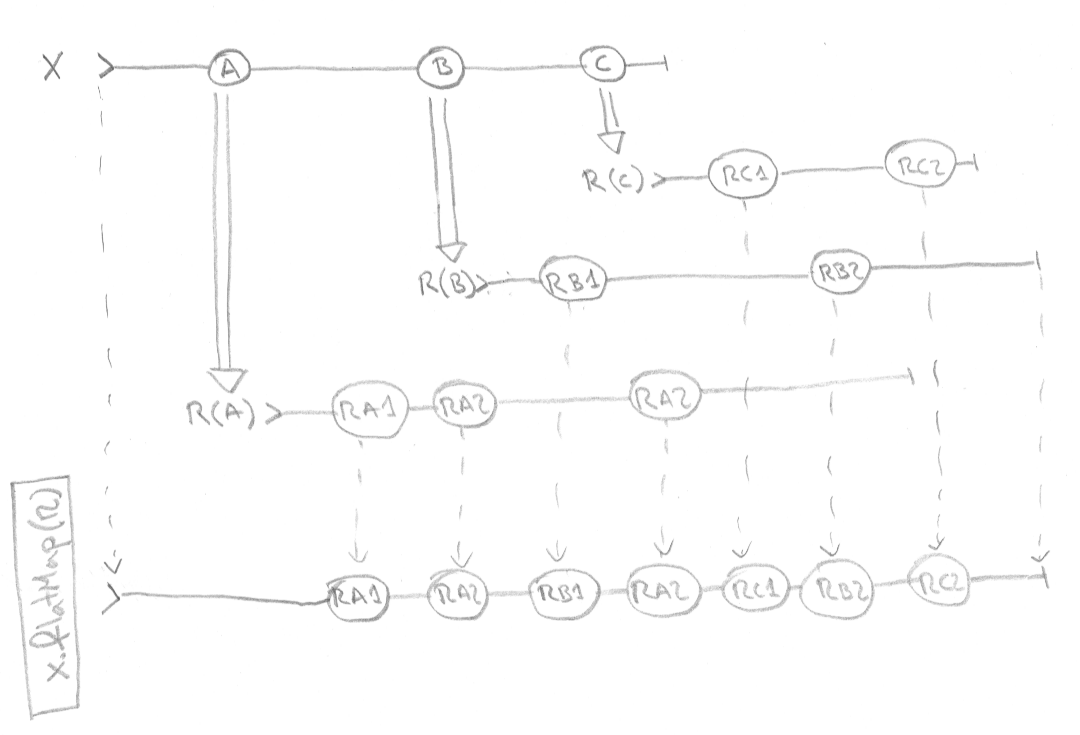 X A B C
R(C) RC1 RC2
R(B) RB1 RB2
R(A) RA1 RA2 RA2
x.flatMap(R)
RA1 RA2 RB1 RA2 RC1 RB2 RC2